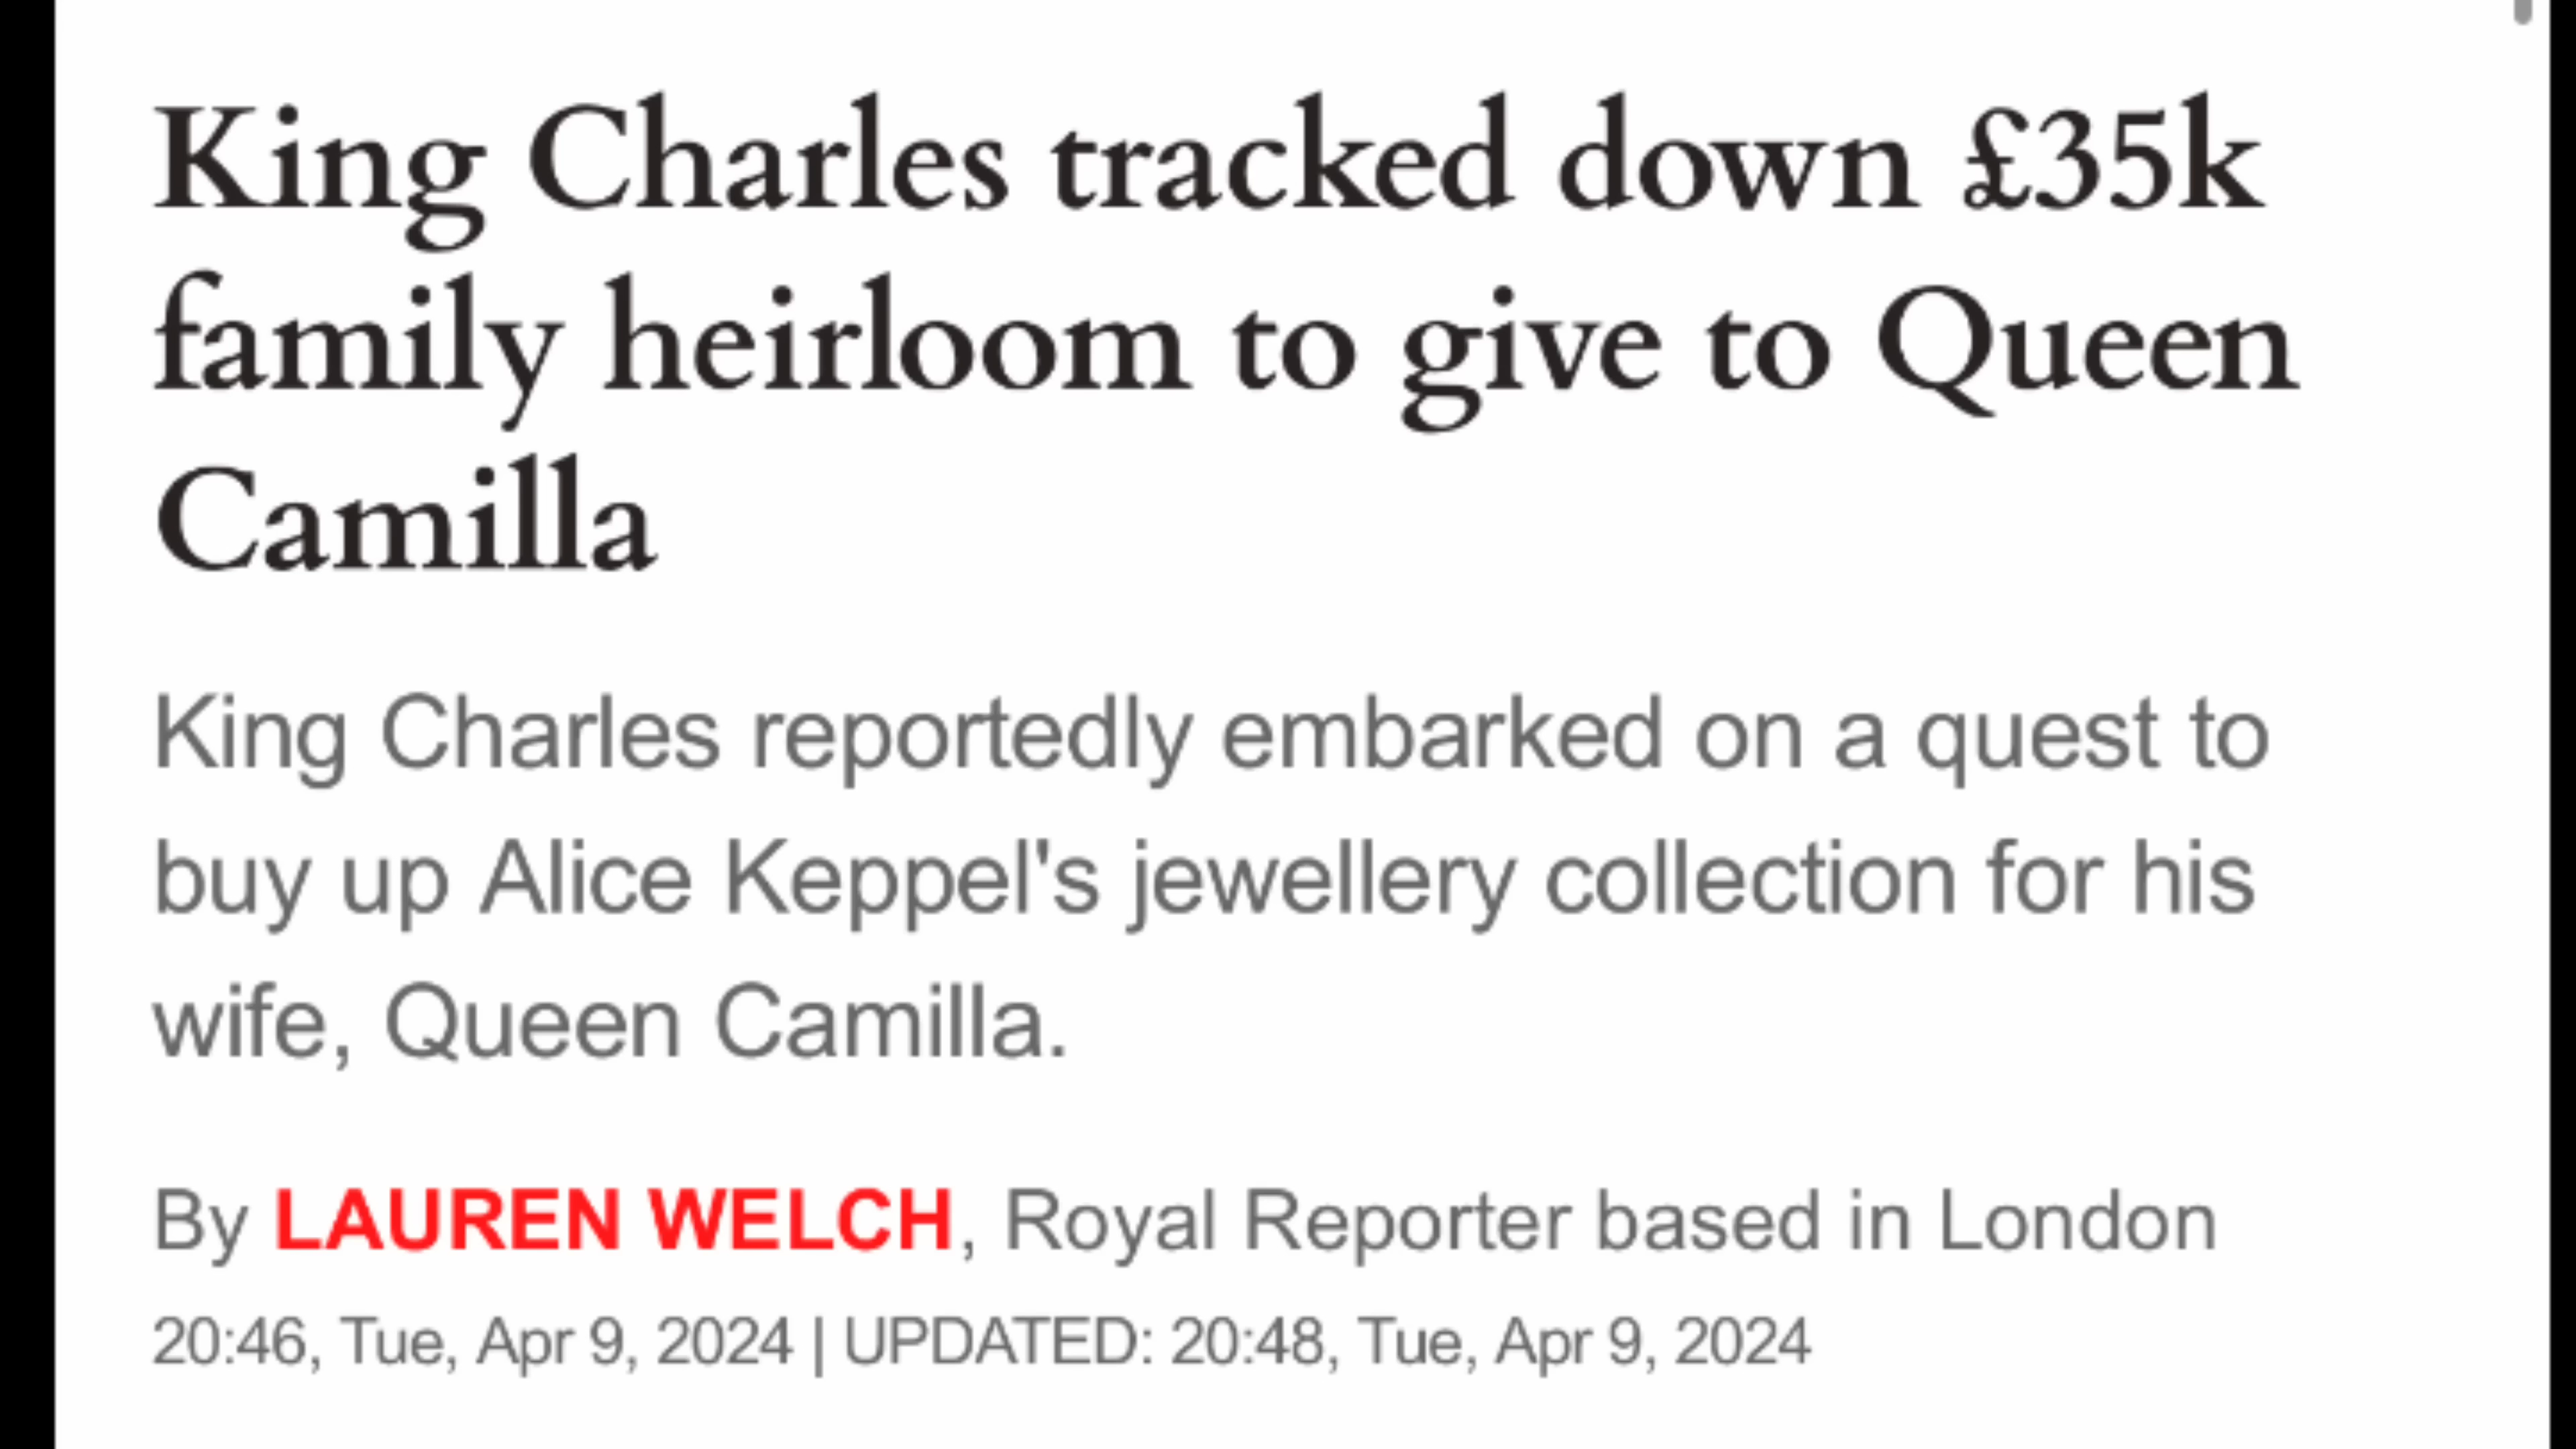 King Charles tracked down £35k
family heirloom to give to Queen
Camilla
King Charles reportedly embarked on a quest to
buy up Alice Keppel's jewellery collection for his
wife, Queen Camilla.
By LAUREN WELCH, Royal Reporter based in London
20:46, Tue, Apr 9, 2024 | UPDATED: 20:48, Tue, Apr 9, 2024